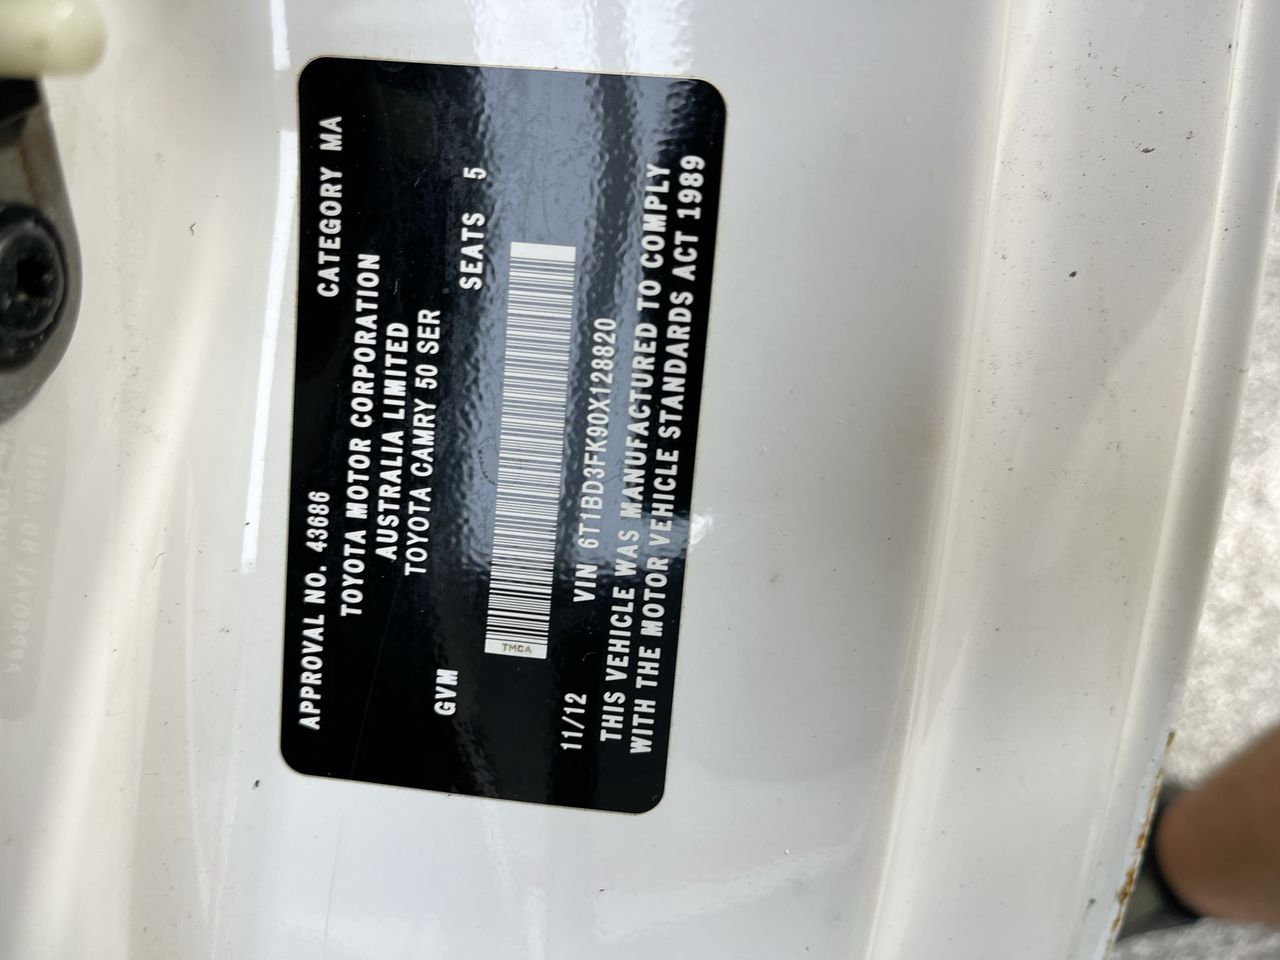 APPROVAL NO. 43686 CATEGORY MA
TOYOTA MOTOR CORPORATION
AUSTRALIA LIMITED
TOYOTA CAMRY 50 SER
GVM SEATS 5
TMCA
11/12 VIN 6T1BD3FK90X128820
THIS VEHICLE WAS MANUFACTURED TO COMPLY
WITH THE MOTOR VEHICLE STANDARDS ACT 1989